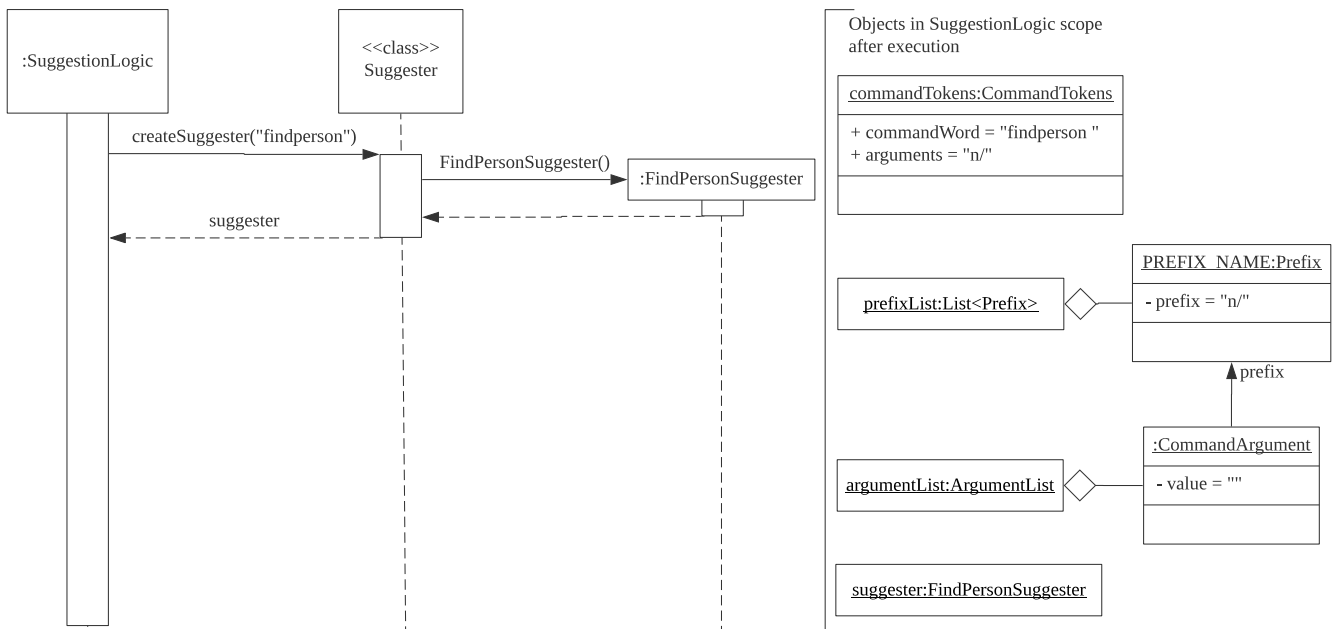 :SuggestionLogic
<<class>>
Suggester
createSuggester("findperson")
FindPersonSuggester()
:FindPersonSuggester
suggester
Objects in SuggestionLogic scope
after execution
commandTokens:CommandTokens
+ commandWord = "findperson "
+ arguments = "n/"
prefixList:List<Prefix>
PREFIX_NAME:Prefix
- prefix = "n/"
prefix
argumentList:ArgumentList
:CommandArgument
- value = ""
suggester:FindPersonSuggester